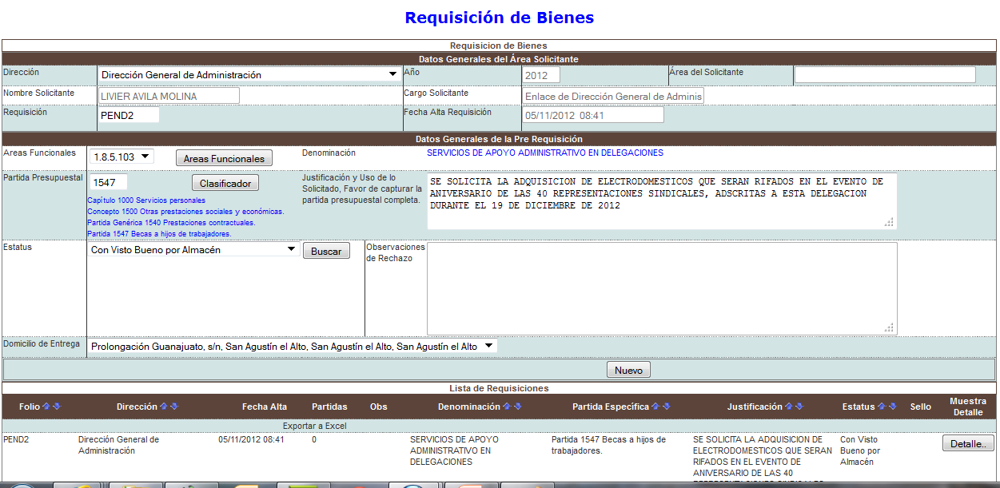 Requisición de Bienes
Requisicion de Bienes
Datos Generales del Área Solicitante
Dirección
Dirección General de Administración
Año
2012
Área del Solicitante
Nombre Solicitante
LIVIER AVILA MOLINA
Cargo Solicitante
Enlace de Dirección General de Adminis
Requisición
PEND2
Fecha Alta Requisición
05/11/2012 08:41
Datos Generales de la Pre Requisición
Areas Funcionales
1.8.5.103
Areas Funcionales
Denominación
SERVICIOS DE APOYO ADMINISTRATIVO EN DELEGACIONES
Partida Presupuestal
1547
Clasificador
Capítulo 1000 Servicios personales
Concepto 1500 Otras prestaciones sociales y económicas.
Partida Genérica 1540 Prestaciones contractuales.
Partida 1547 Becas a hijos de trabajadores.
Justificación y Uso de lo
Solicitado, Favor de capturar la
partida presupuestal completa.
SE SOLICITA LA ADQUISICION DE ELECTRODOMESTICOS QUE SERAN RIFADOS EN EL EVENTO DE
ANIVERSARIO DE LAS 40 REPRESENTACIONES SINDICALES, ADSCRITAS A ESTA DELEGACION
DURANTE EL 19 DE DICIEMBRE DE 2012
Estatus
Con Visto Bueno por Almacén
Buscar
Observaciones
de Rechazo
Domicilio de Entrega
Prolongación Guanajuato, s/n, San Agustín el Alto, San Agustín el Alto, San Agustín el Alto
Nuevo
Lista de Requisiciones
Folio
Dirección
Fecha Alta
Partidas
Obs
Denominación
Partida Específica
Justificación
Estatus
Sello
Muestra
Detalle
Exportar a Excel
PEND2
Dirección General de
Administración
05/11/2012 08:41
0
SERVICIOS DE APOYO
ADMINISTRATIVO EN
DELEGACIONES
Partida 1547 Becas a hijos de
trabajadores.
SE SOLICITA LA ADQUISICION DE
ELECTRODOMESTICOS QUE SERAN
RIFADOS EN EL EVENTO DE
ANIVERSARIO DE LAS 40
Con Visto
Bueno por
Almacén
Detalle..